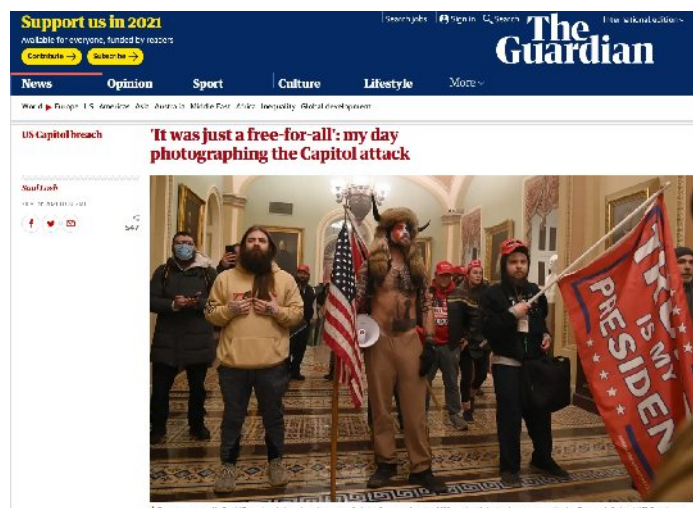 Support us in 2021
Available for everyone, funded by readers
Contribute →
Subscribe →
Search jobs
Sign in
Search
International edition
The
Guardian
News
Opinion
Sport
Culture
Lifestyle
More
World
Europe
US
Americas
Asia
Australia
Middle East
Africa
Inequality
Global development
US Capitol breach
'It was just a free-for-all': my day
photographing the Capitol attack
547
TRU
IS MY
PRESIDEN